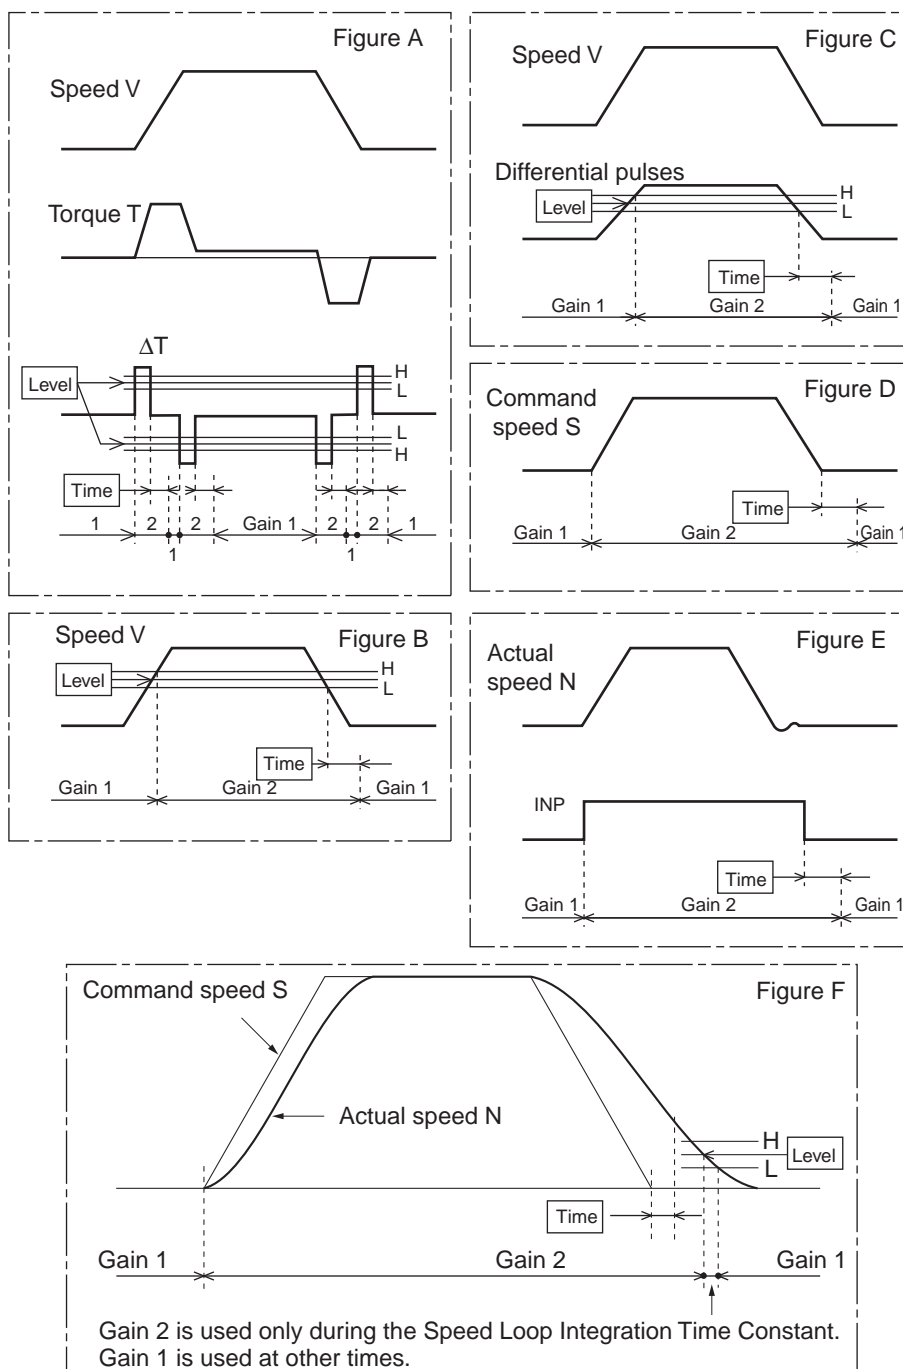 Figure A
Speed V
Torque T
ΔT
H
Level
L
L
H
Time
1 2 2 Gain 1 2 2 1
1 1
Speed V
Figure B
H
Level
L
Time
Gain 1 Gain 2 Gain 1
Figure C
Speed V
Differential pulses
H
Level
L
Time
Gain 1 Gain 2 Gain 1
Figure D
Command
speed S
Time
Gain 1 Gain 2 Gain 1
Figure E
Actual
speed N
INP
Time
Gain 1 Gain 2 Gain 1
Command speed S
Figure F
Actual speed N
H
Level
L
Time
Gain 1 Gain 2 Gain 1
Gain 2 is used only during the Speed Loop Integration Time Constant.
Gain 1 is used at other times.